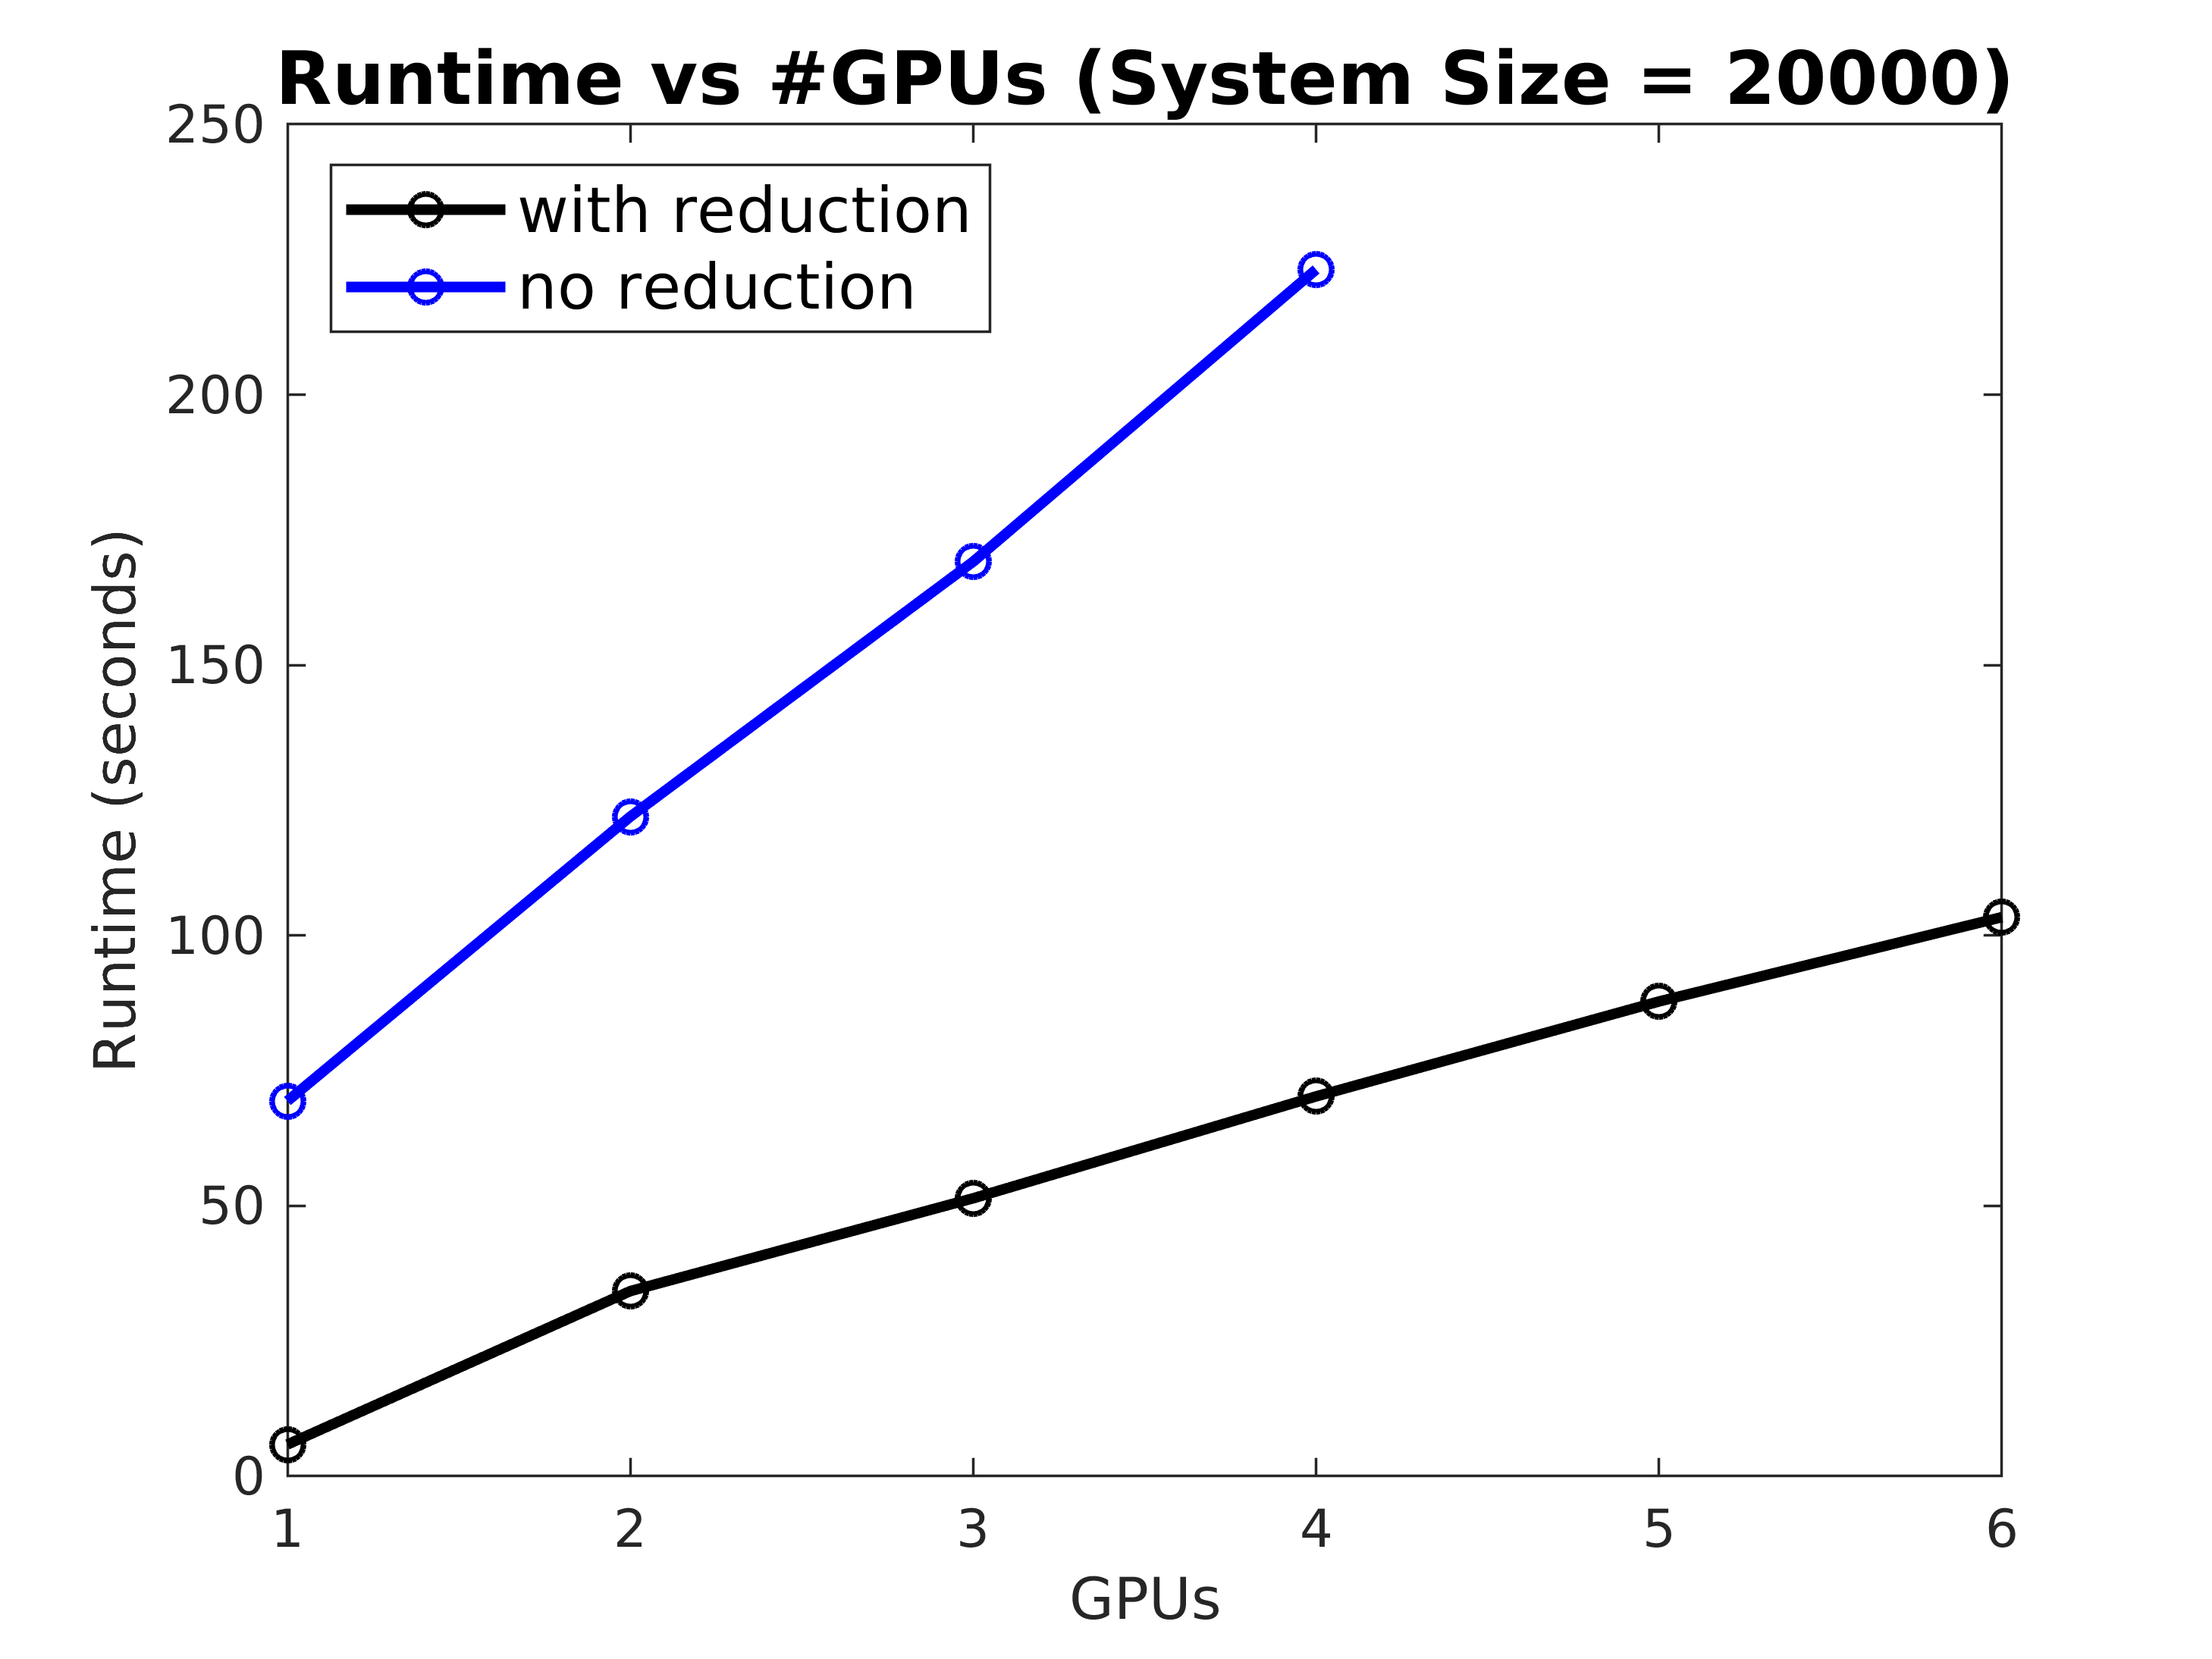 Runtime vs #GPUs (System Size = 20000)
250
with reduction
no reduction
200
150
100
50
0
Runtime (seconds)
1 2 3 4 5 6
GPUs